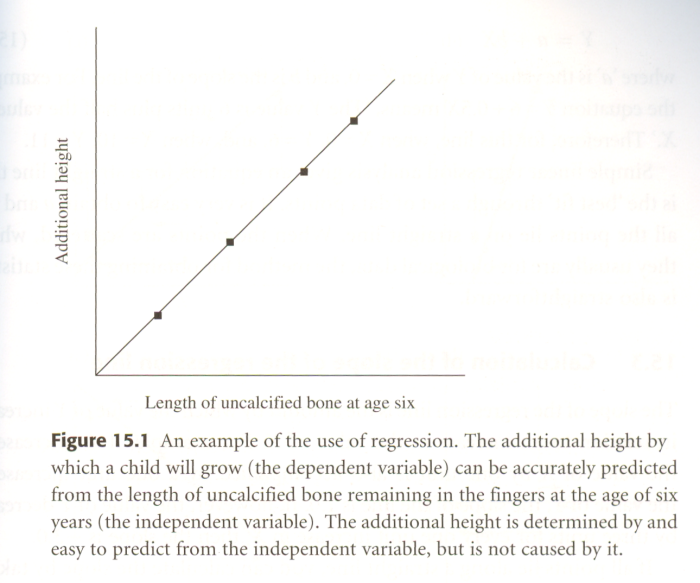 Additional height
Length of uncalcified bone at age six
Figure 15.1 An example of the use of regression. The additional height by
which a child will grow (the dependent variable) can be accurately predicted
from the length of uncalcified bone remaining in the fingers at the age of six
years (the independent variable). The additional height is determined by and
easy to predict from the independent variable, but is not caused by it.